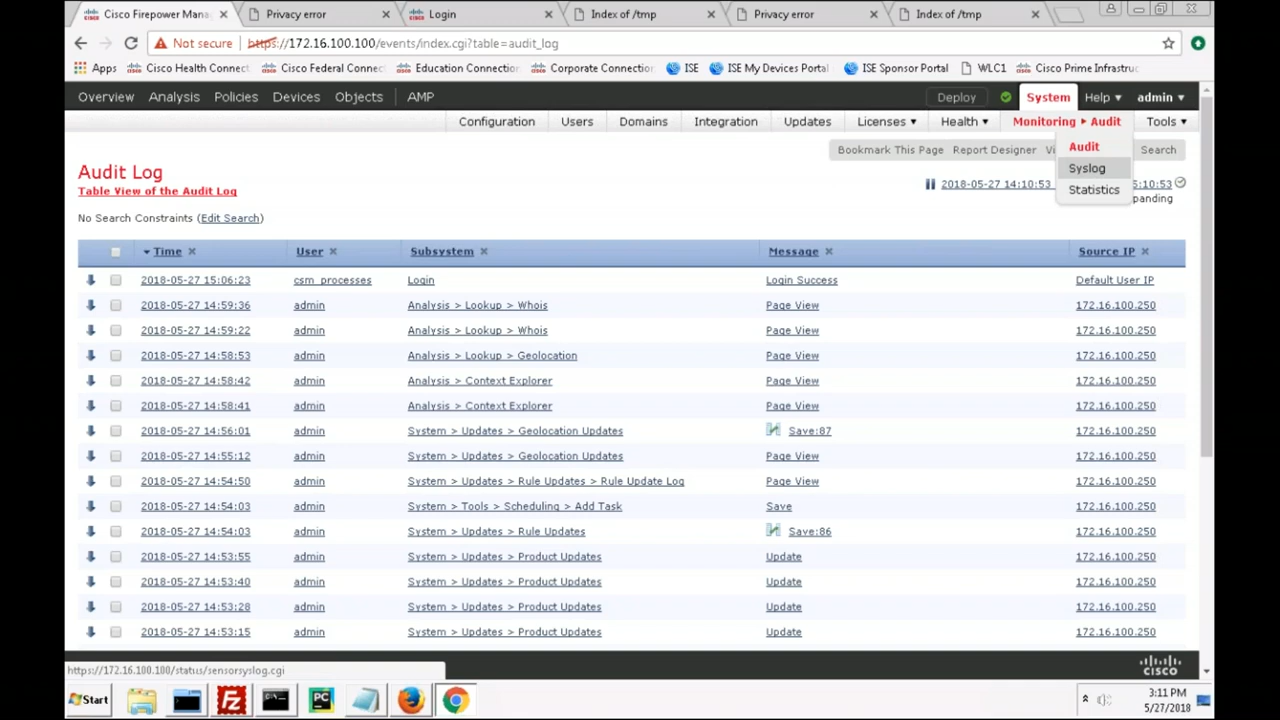 Cisco Firepower Mana
Privacy error
Login
Index of /tmp
Privacy error
Index of /tmp
Not secure https://172.16.100.100/events/index.cgi?table=audit_log
Apps Cisco Health Connect Cisco Federal Connec Education Connection Corporate Connection ISE ISE My Devices Portal ISE Sponsor Portal WLC1 Cisco Prime Infrastruc
Overview Analysis Policies Devices Objects AMP Deploy System Help admin
Configuration Users Domains Integration Updates Licenses Health Monitoring Audit Tools
Bookmark This Page Report Designer Vi Search
Audit
Syslog
Statistics
Audit Log
Table View of the Audit Log
2018-05-27 14:10:53 5:10:53
panding
No Search Constraints (Edit Search)
Time User Subsystem Message Source IP
2018-05-27 15:06:23 csm_processes Login Login Success Default User IP
2018-05-27 14:59:36 admin Analysis > Lookup > Whois Page View 172.16.100.250
2018-05-27 14:59:22 admin Analysis > Lookup > Whois Page View 172.16.100.250
2018-05-27 14:58:53 admin Analysis > Lookup > Geolocation Page View 172.16.100.250
2018-05-27 14:58:42 admin Analysis > Context Explorer Page View 172.16.100.250
2018-05-27 14:58:41 admin Analysis > Context Explorer Page View 172.16.100.250
2018-05-27 14:56:01 admin System > Updates > Geolocation Updates Save:87 172.16.100.250
2018-05-27 14:55:12 admin System > Updates > Geolocation Updates Page View 172.16.100.250
2018-05-27 14:54:50 admin System > Updates > Rule Updates > Rule Update Log Page View 172.16.100.250
2018-05-27 14:54:03 admin System > Tools > Scheduling > Add Task Save 172.16.100.250
2018-05-27 14:54:03 admin System > Updates > Rule Updates Save:86 172.16.100.250
2018-05-27 14:53:55 admin System > Updates > Product Updates Update 172.16.100.250
2018-05-27 14:53:40 admin System > Updates > Product Updates Update 172.16.100.250
2018-05-27 14:53:28 admin System > Updates > Product Updates Update 172.16.100.250
2018-05-27 14:53:15 admin System > Updates > Product Updates Update 172.16.100.250
https://172.16.100.100/status/sensorsyslog.cgi
CISCO
Start
3:11 PM
5/27/2018